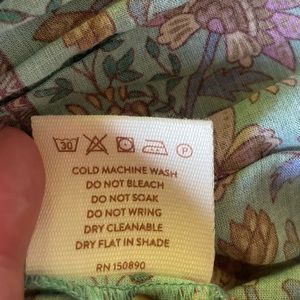 30 P
COLD MACHINE WASH
DO NOT BLEACH
DO NOT SOAK
DO NOT WRING
DRY CLEANABLE
DRY FLAT IN SHADE
RN 150890